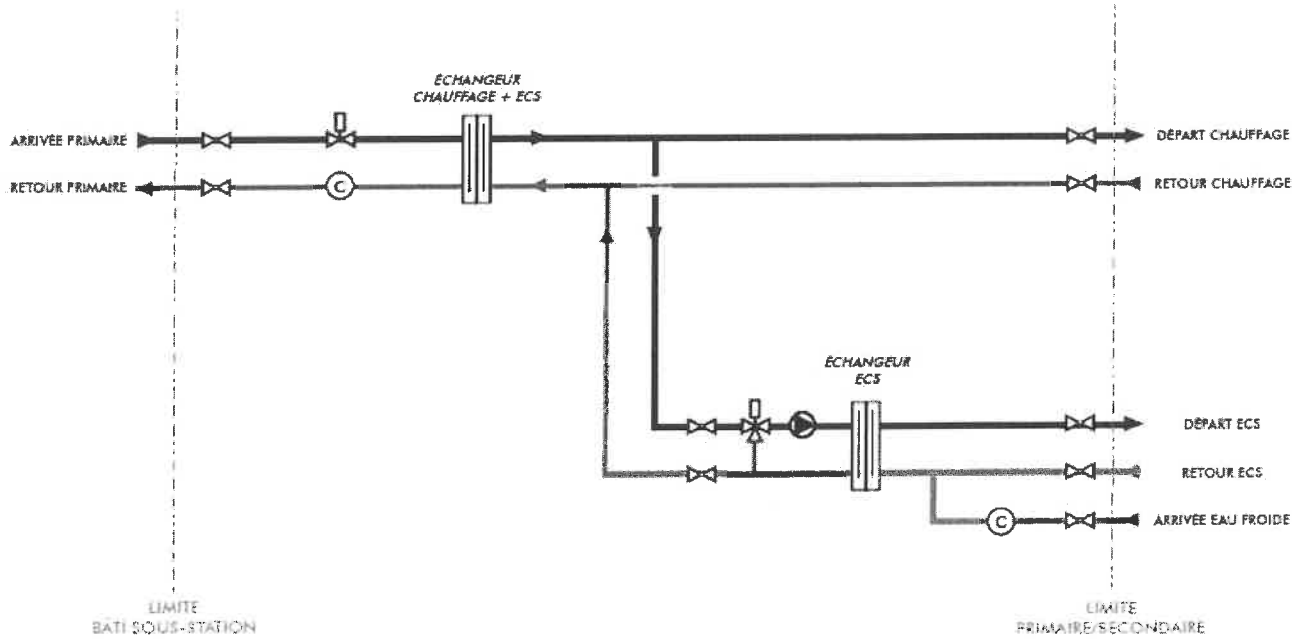 ÉCHANGEUR
CHAUFFAGE + ECS
ARRIVÉE PRIMAIRE
DÉPART CHAUFFAGE
RETOUR PRIMAIRE
C
RETOUR CHAUFFAGE
ÉCHANGEUR
ECS
DÉPART ECS
RETOUR ECS
C
ARRIVÉE EAU FROIDE
LIMITE
BÂTI SOUS-STATION
LIMITE
PRIMAIRE/SECONDAIRE